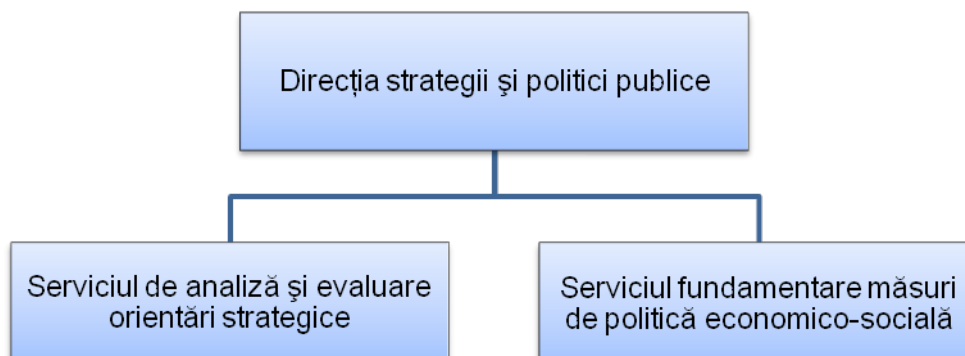 Direcția strategii şi politici publice
Serviciul de analiză şi evaluare
orientări strategice
Serviciul fundamentare măsuri
de politică economico-socială